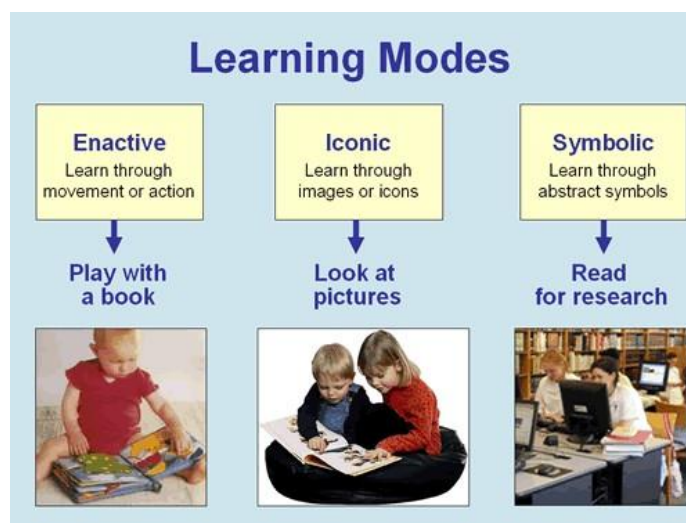 Learning Modes
Enactive
Learn through
movement or action
Play with
a book
Iconic
Learn through
images or icons
Look at
pictures
Symbolic
Learn through
abstract symbols
Read
for research